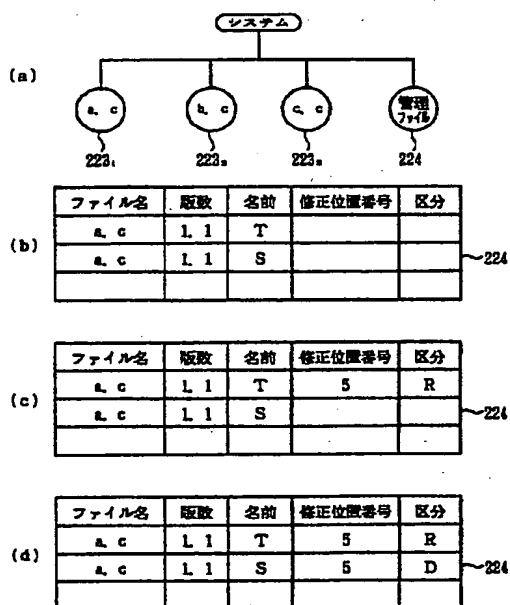 システム
(a)
a. c b. c c. c 管理
ファイル
223₁ 223₂ 223₃ 224
(b)
ファイル名 版数 名前 修正位置番号 区分
a. c 1. 1 T
a. c 1. 1 S
224
(c)
ファイル名 版数 名前 修正位置番号 区分
a. c 1. 1 T 5 R
a. c 1. 1 S
224
(d)
ファイル名 版数 名前 修正位置番号 区分
a. c 1. 1 T 5 R
a. c 1. 1 S 5 D
224